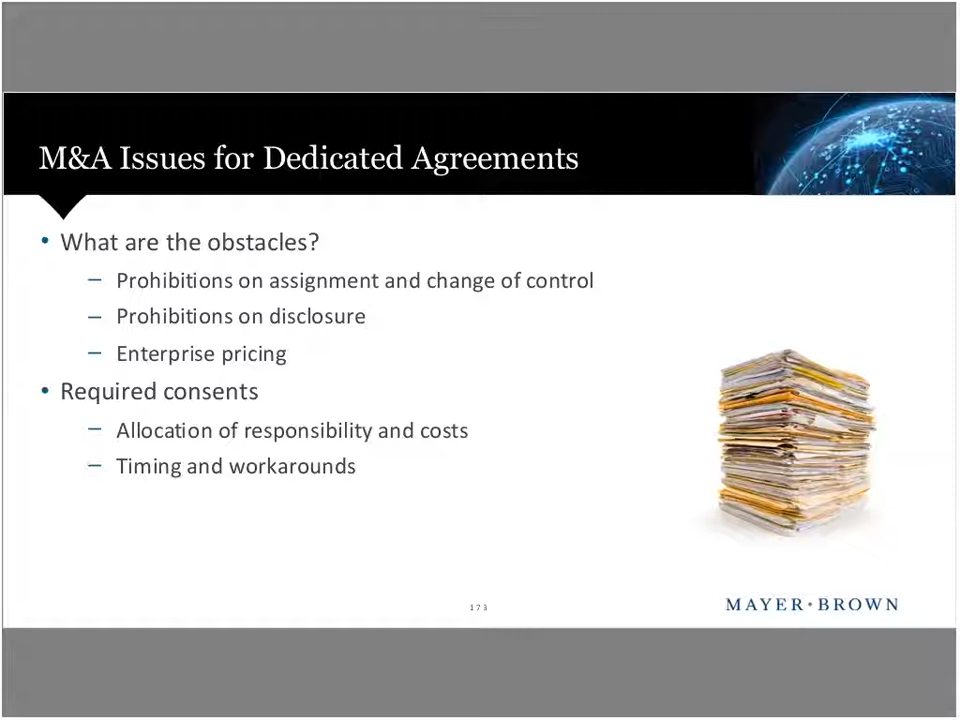 M&A Issues for Dedicated Agreements
• What are the obstacles?
– Prohibitions on assignment and change of control
– Prohibitions on disclosure
– Enterprise pricing
• Required consents
– Allocation of responsibility and costs
– Timing and workarounds
173
MAYER•BROWN